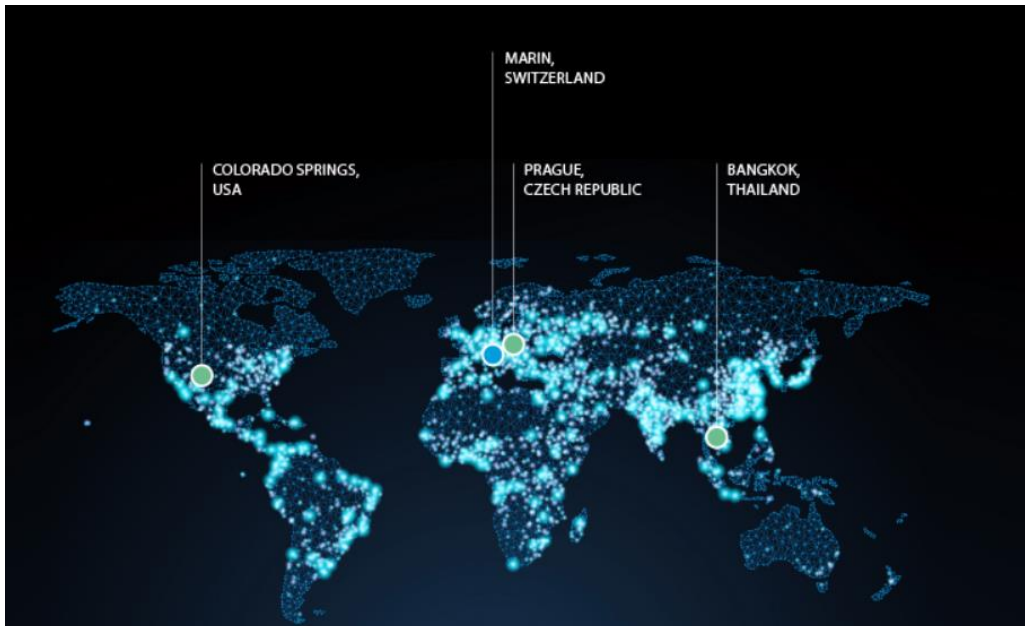 MARIN,
SWITZERLAND
COLORADO SPRINGS,
USA
PRAGUE,
CZECH REPUBLIC
BANGKOK,
THAILAND